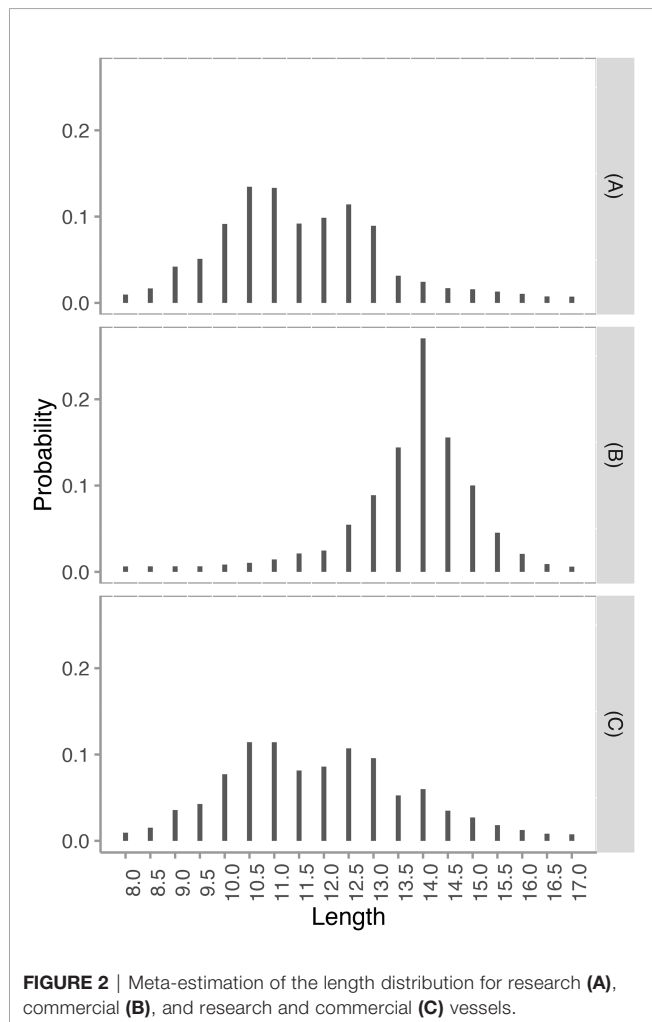 0.2
0.1
0.0
(A)
0.2
0.1
0.0
(B)
0.2
0.1
0.0
(C)
Probability
8.0 8.5 9.0 9.5 10.0 10.5 11.0 11.5 12.0 12.5 13.0 13.5 14.0 14.5 15.0 15.5 16.0 16.5 17.0
Length
FIGURE 2 | Meta-estimation of the length distribution for research (A),
commercial (B), and research and commercial (C) vessels.